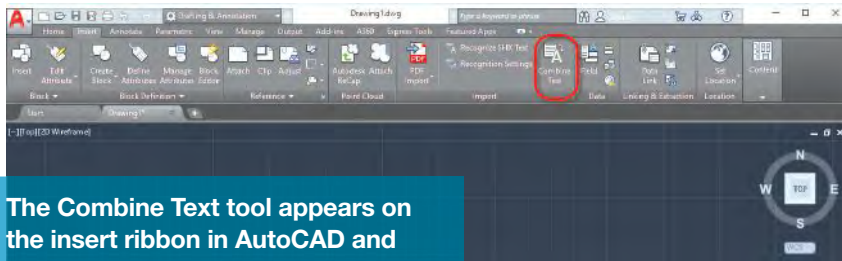 Drafting & Annotation Drawing1.dwg Type a keyword or phrase
Home Insert Annotate Parametric View Manage Output Add-ins A360 Express Tools Featured Apps
Insert Edit Attribute Create Block Define Attributes Manage Attributes Block Editor Attach Clip Adjust Autodesk ReCap Attach PDF Import Recognize SHX Text Recognition Settings Combine Text Field Data Link Set Location Content
Block Block Definition Reference Point Cloud Import Data Linking & Extraction Location
Start Drawing1*
[-][Top][2D Wireframe]
N
W TOP E
S
WCS
The Combine Text tool appears on
the insert ribbon in AutoCAD and